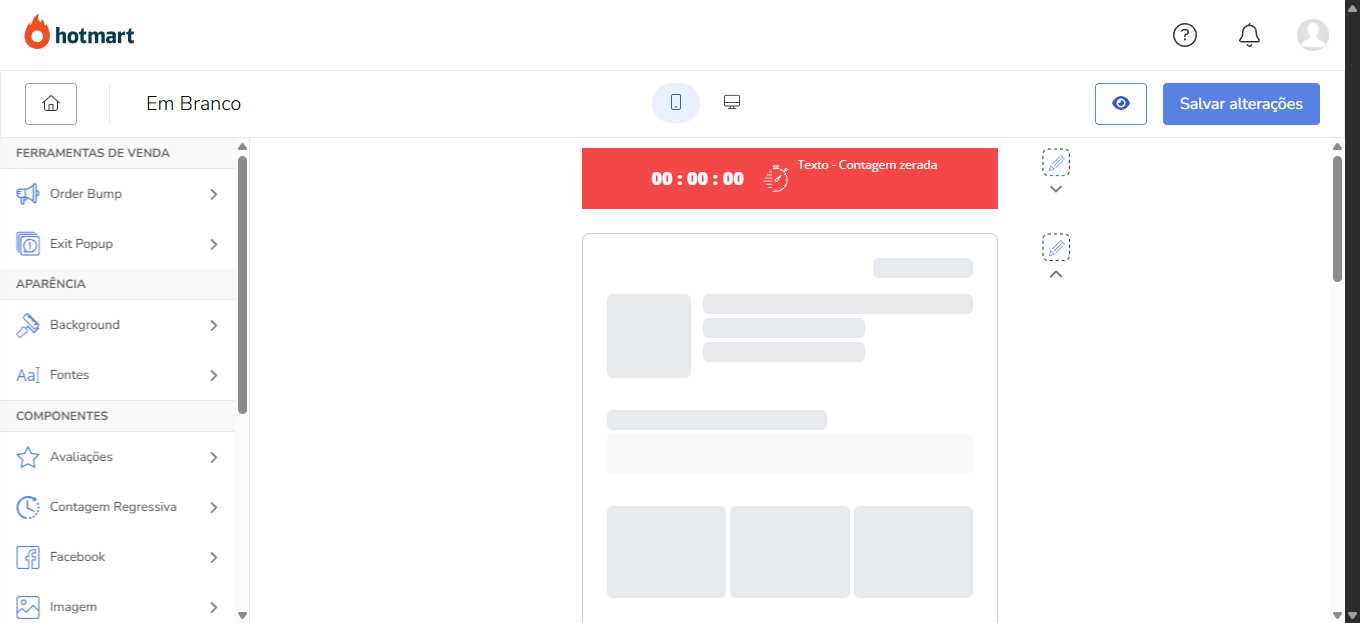 hotmart
Em Branco
Salvar alterações
FERRAMENTAS DE VENDA
Order Bump
Exit Popup
APARÊNCIA
Background
Aa Fontes
COMPONENTES
Avaliações
Contagem Regressiva
Facebook
Imagem
00 : 00 : 00
Texto - Contagem zerada